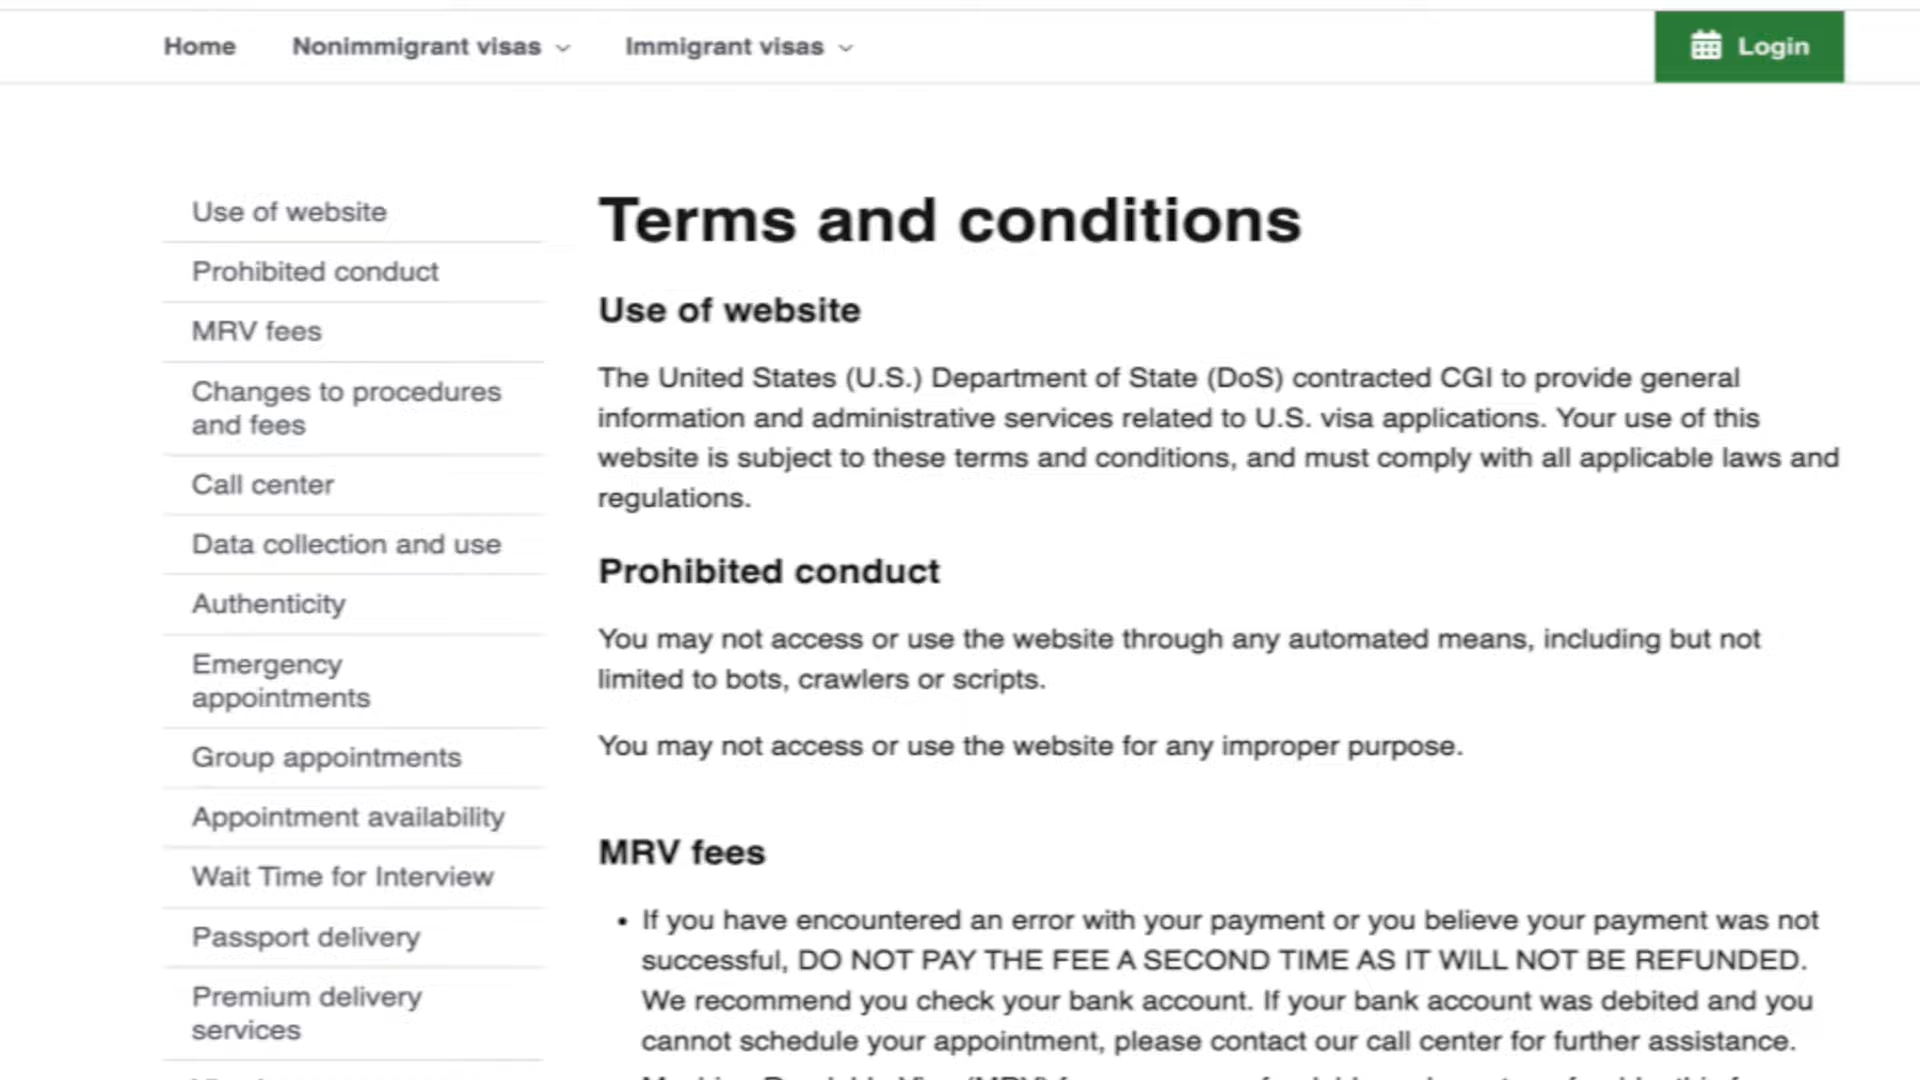 Home Nonimmigrant visas Immigrant visas Login
Use of website
Prohibited conduct
MRV fees
Changes to procedures
and fees
Call center
Data collection and use
Authenticity
Emergency
appointments
Group appointments
Appointment availability
Wait Time for Interview
Passport delivery
Premium delivery
services
Terms and conditions
Use of website
The United States (U.S.) Department of State (DoS) contracted CGI to provide general
information and administrative services related to U.S. visa applications. Your use of this
website is subject to these terms and conditions, and must comply with all applicable laws and
regulations.
Prohibited conduct
You may not access or use the website through any automated means, including but not
limited to bots, crawlers or scripts.
You may not access or use the website for any improper purpose.
MRV fees
• If you have encountered an error with your payment or you believe your payment was not
successful, DO NOT PAY THE FEE A SECOND TIME AS IT WILL NOT BE REFUNDED.
We recommend you check your bank account. If your bank account was debited and you
cannot schedule your appointment, please contact our call center for further assistance.